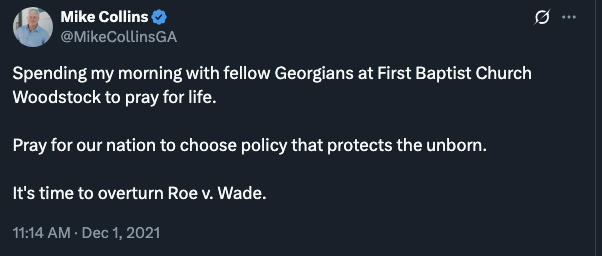 Mike Collins
@MikeCollinsGA
Spending my morning with fellow Georgians at First Baptist Church
Woodstock to pray for life.
Pray for our nation to choose policy that protects the unborn.
It's time to overturn Roe v. Wade.
11:14 AM · Dec 1, 2021